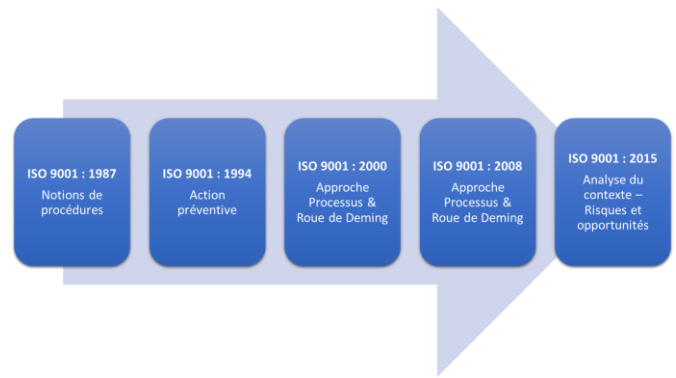 ISO 9001 : 1987
Notions de
procédures
ISO 9001 : 1994
Action
préventive
ISO 9001 : 2000
Approche
Processus &
Roue de Deming
ISO 9001 : 2008
Approche
Processus &
Roue de Deming
ISO 9001 : 2015
Analyse du
contexte –
Risques et
opportunités